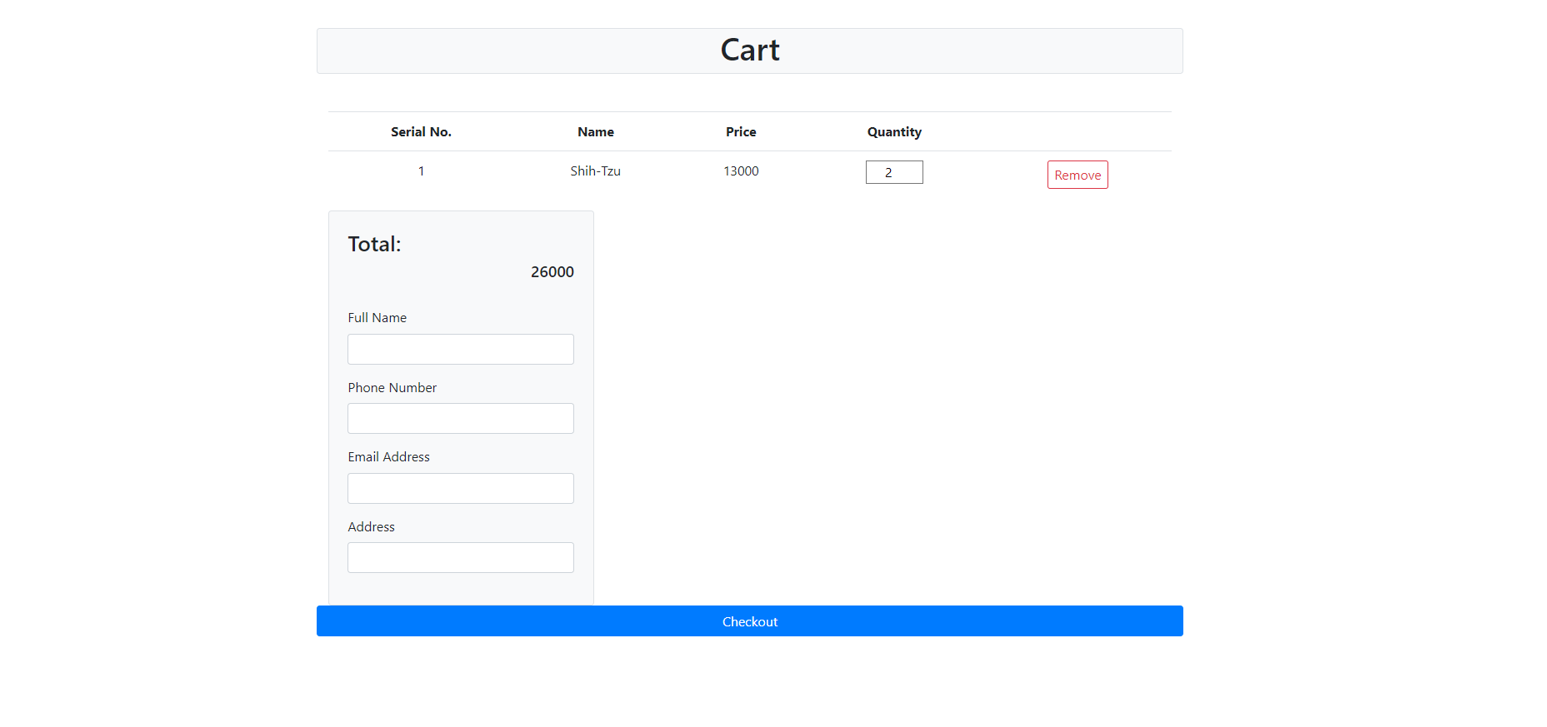 Cart
Serial No. Name Price Quantity
1 Shih-Tzu 13000 2 Remove
Total:
26000
Full Name
Phone Number
Email Address
Address
Checkout